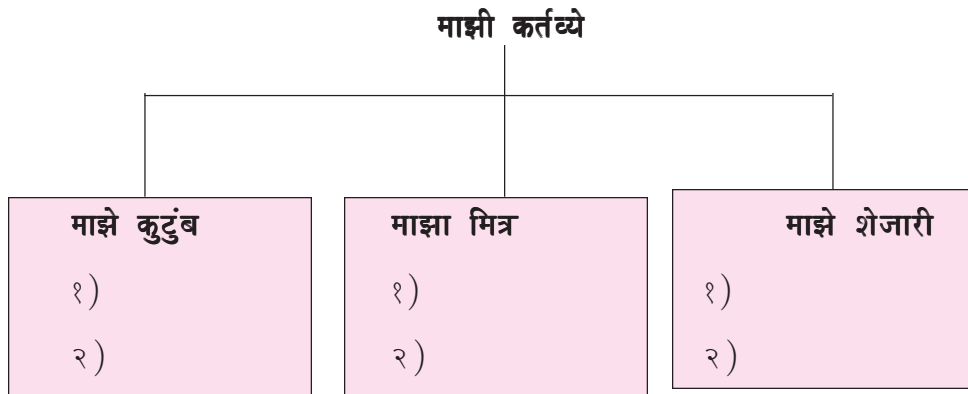 माझी कर्तव्ये
माझे कुटुंब
१)
२)
माझा मित्र
१)
२)
माझे शेजारी
१)
२)